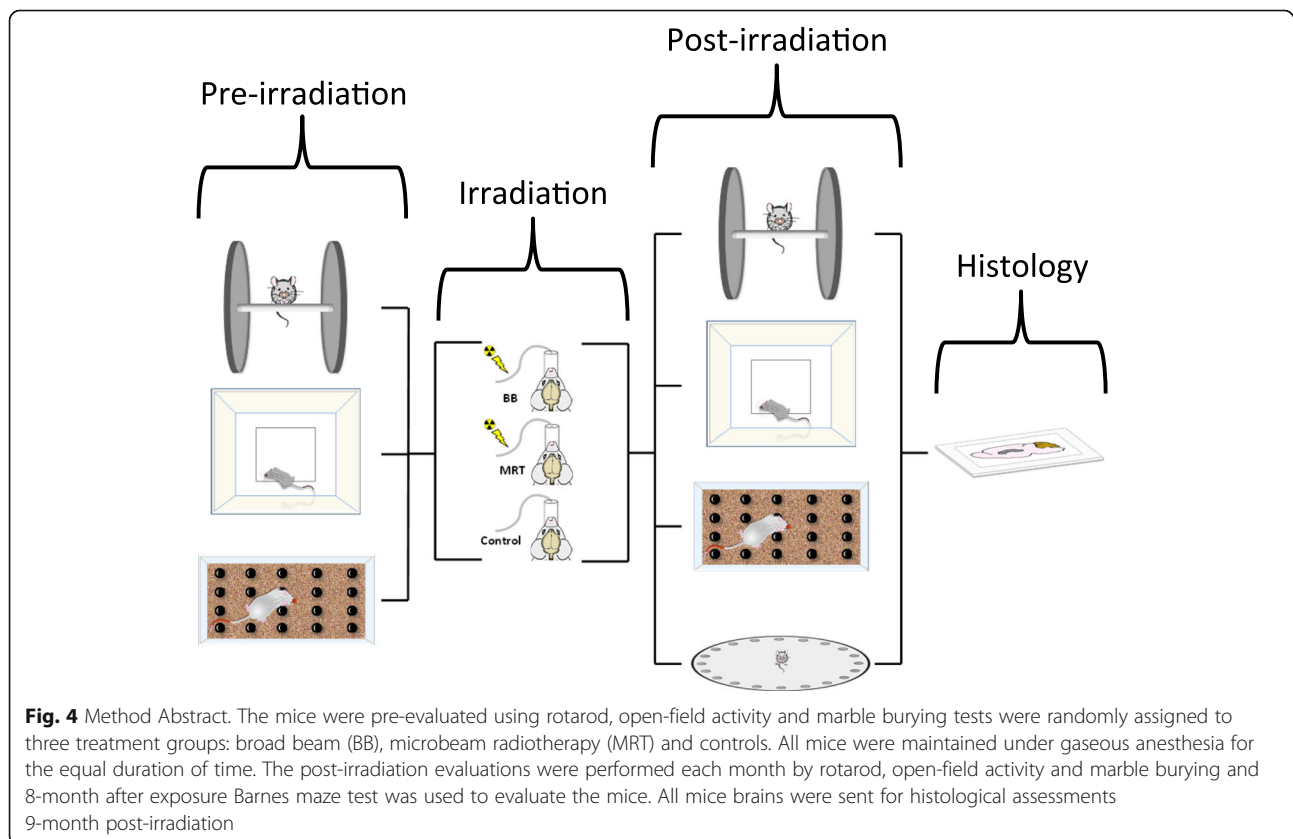 Post-irradiation
Pre-irradiation
Irradiation
Histology
BB
MRT
Control
Fig. 4 Method Abstract. The mice were pre-evaluated using rotarod, open-field activity and marble burying tests were randomly assigned to
three treatment groups: broad beam (BB), microbeam radiotherapy (MRT) and controls. All mice were maintained under gaseous anesthesia for
the equal duration of time. The post-irradiation evaluations were performed each month by rotarod, open-field activity and marble burying and
8-month after exposure Barnes maze test was used to evaluate the mice. All mice brains were sent for histological assessments
9-month post-irradiation